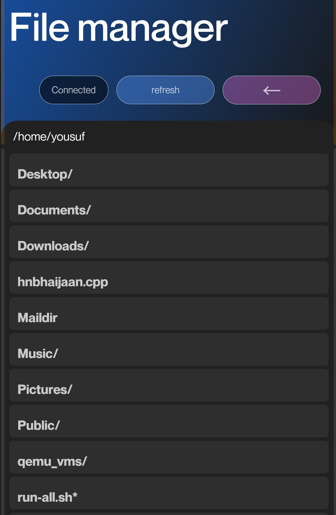 File manager
Connected refresh ←
/home/yousuf
Desktop/
Documents/
Downloads/
hnbhaijaan.cpp
Maildir
Music/
Pictures/
Public/
qemu_vms/
run-all.sh*